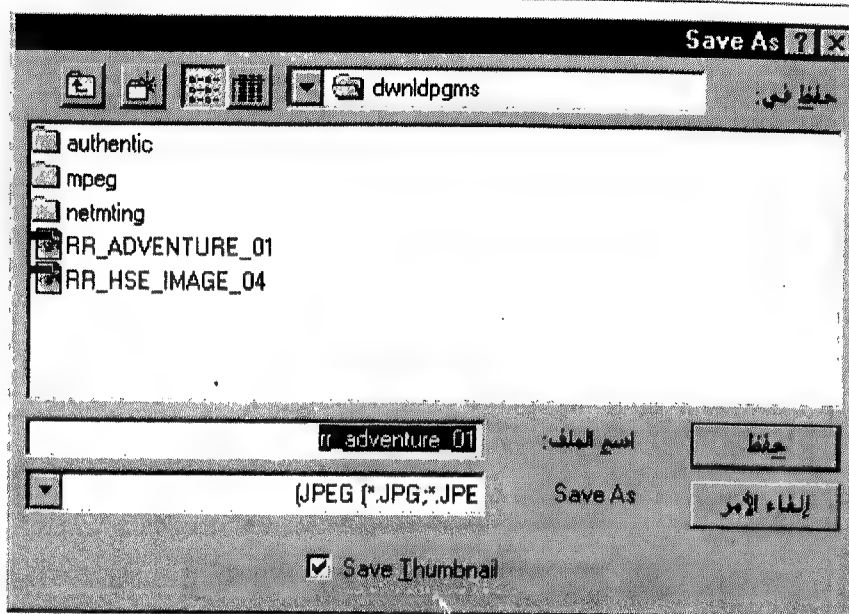 Save As
حفظ في:
dwnldpgms
authentic
mpeg
netmting
RR_ADVENTURE_01
RR_HSE_IMAGE_04
اسم الملف:
rr_adventure_01
حفظ
Save As
(JPEG (*.JPG;*.JPE
إلغاء الأمر
Save Thumbnail